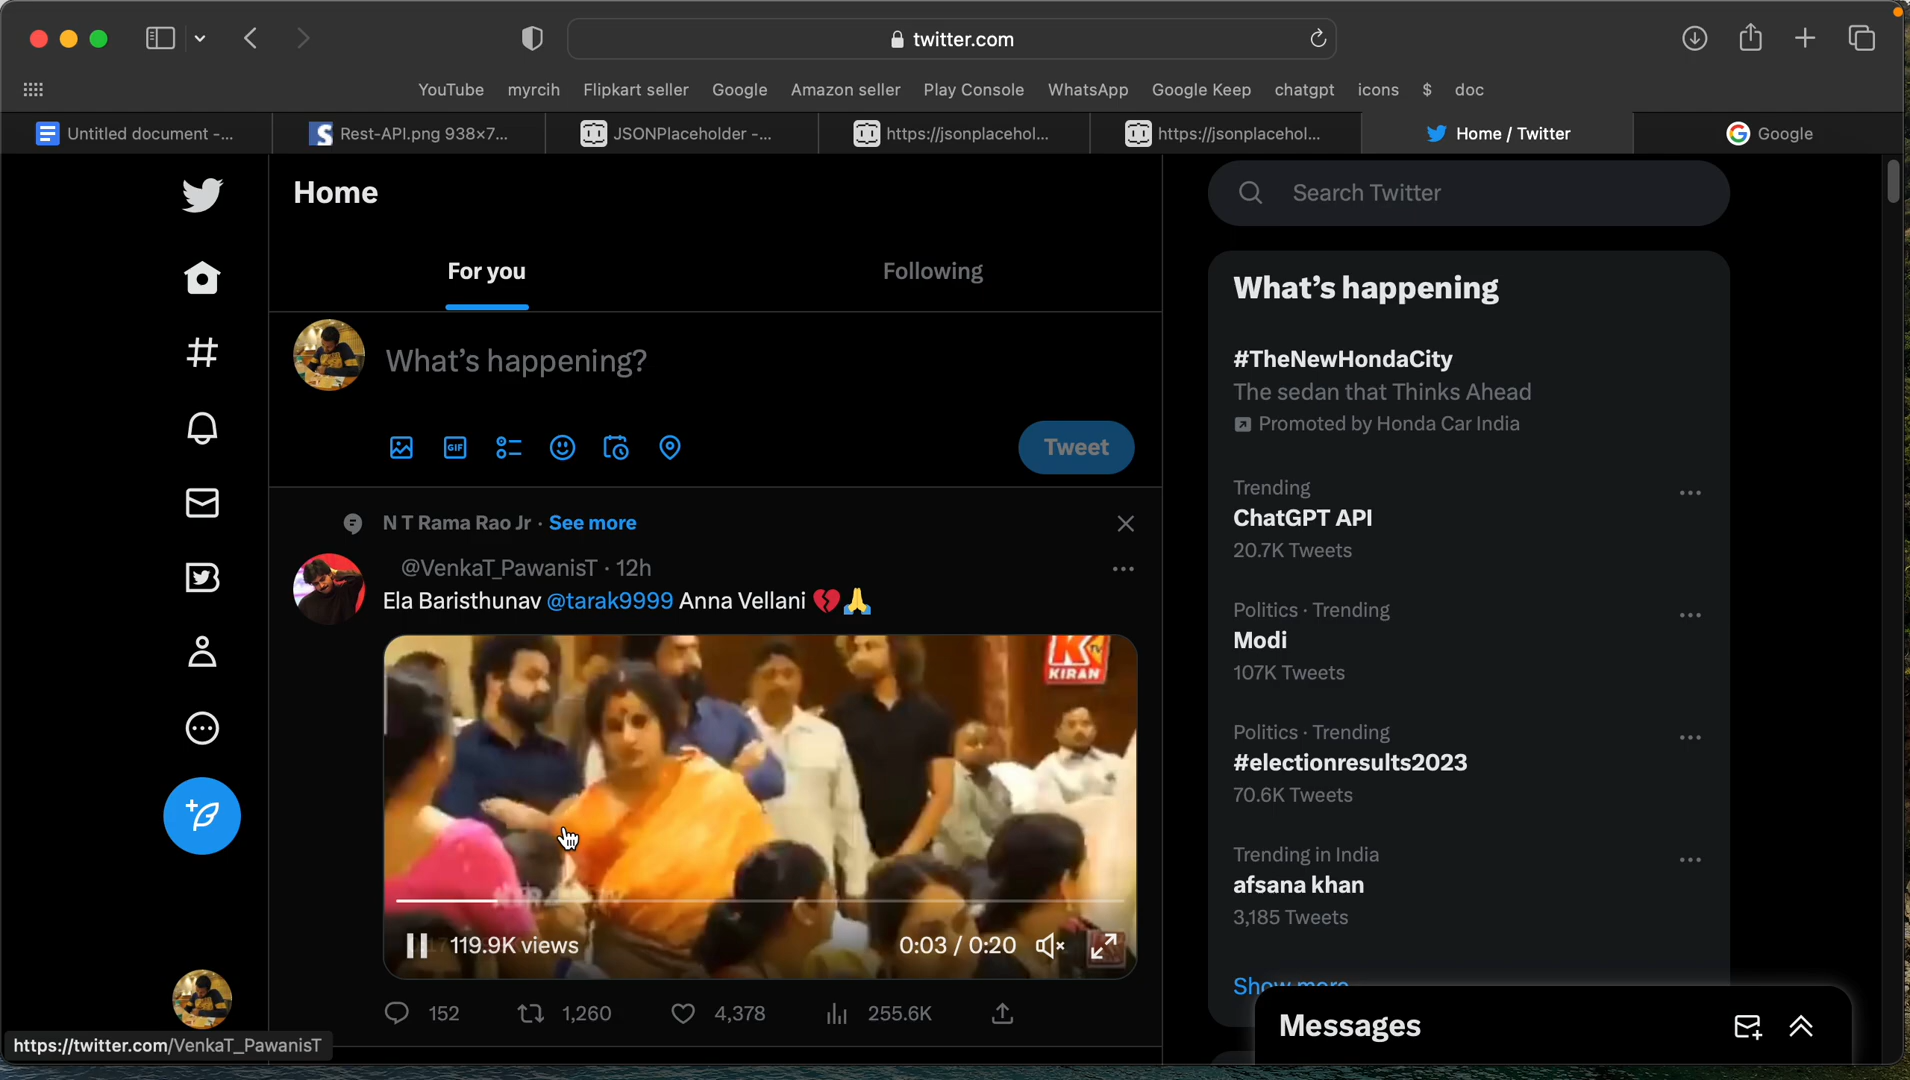 twitter.com
YouTube myrcih Flipkart seller Google Amazon seller Play Console WhatsApp Google Keep chatgpt icons $ doc
Untitled document -... Rest-API.png 938×7... JSONPlaceholder -... https://jsonplacehol... https://jsonplacehol... Home / Twitter Google
Home
For you Following
What's happening?
GIF
Tweet
N T Rama Rao Jr · See more
@VenkaT_PawanisT · 12h
Ela Baristhunav @tarak9999 Anna Vellani 💔🙏
K TV
KIRAN
119.9K views 0:03 / 0:20
152 1,260 4,378 255.6K
Search Twitter
What's happening
#TheNewHondaCity
The sedan that Thinks Ahead
Promoted by Honda Car India
Trending
ChatGPT API
20.7K Tweets
Politics · Trending
Modi
107K Tweets
Politics · Trending
#electionresults2023
70.6K Tweets
Trending in India
afsana khan
3,185 Tweets
Show more
Messages
https://twitter.com/VenkaT_PawanisT